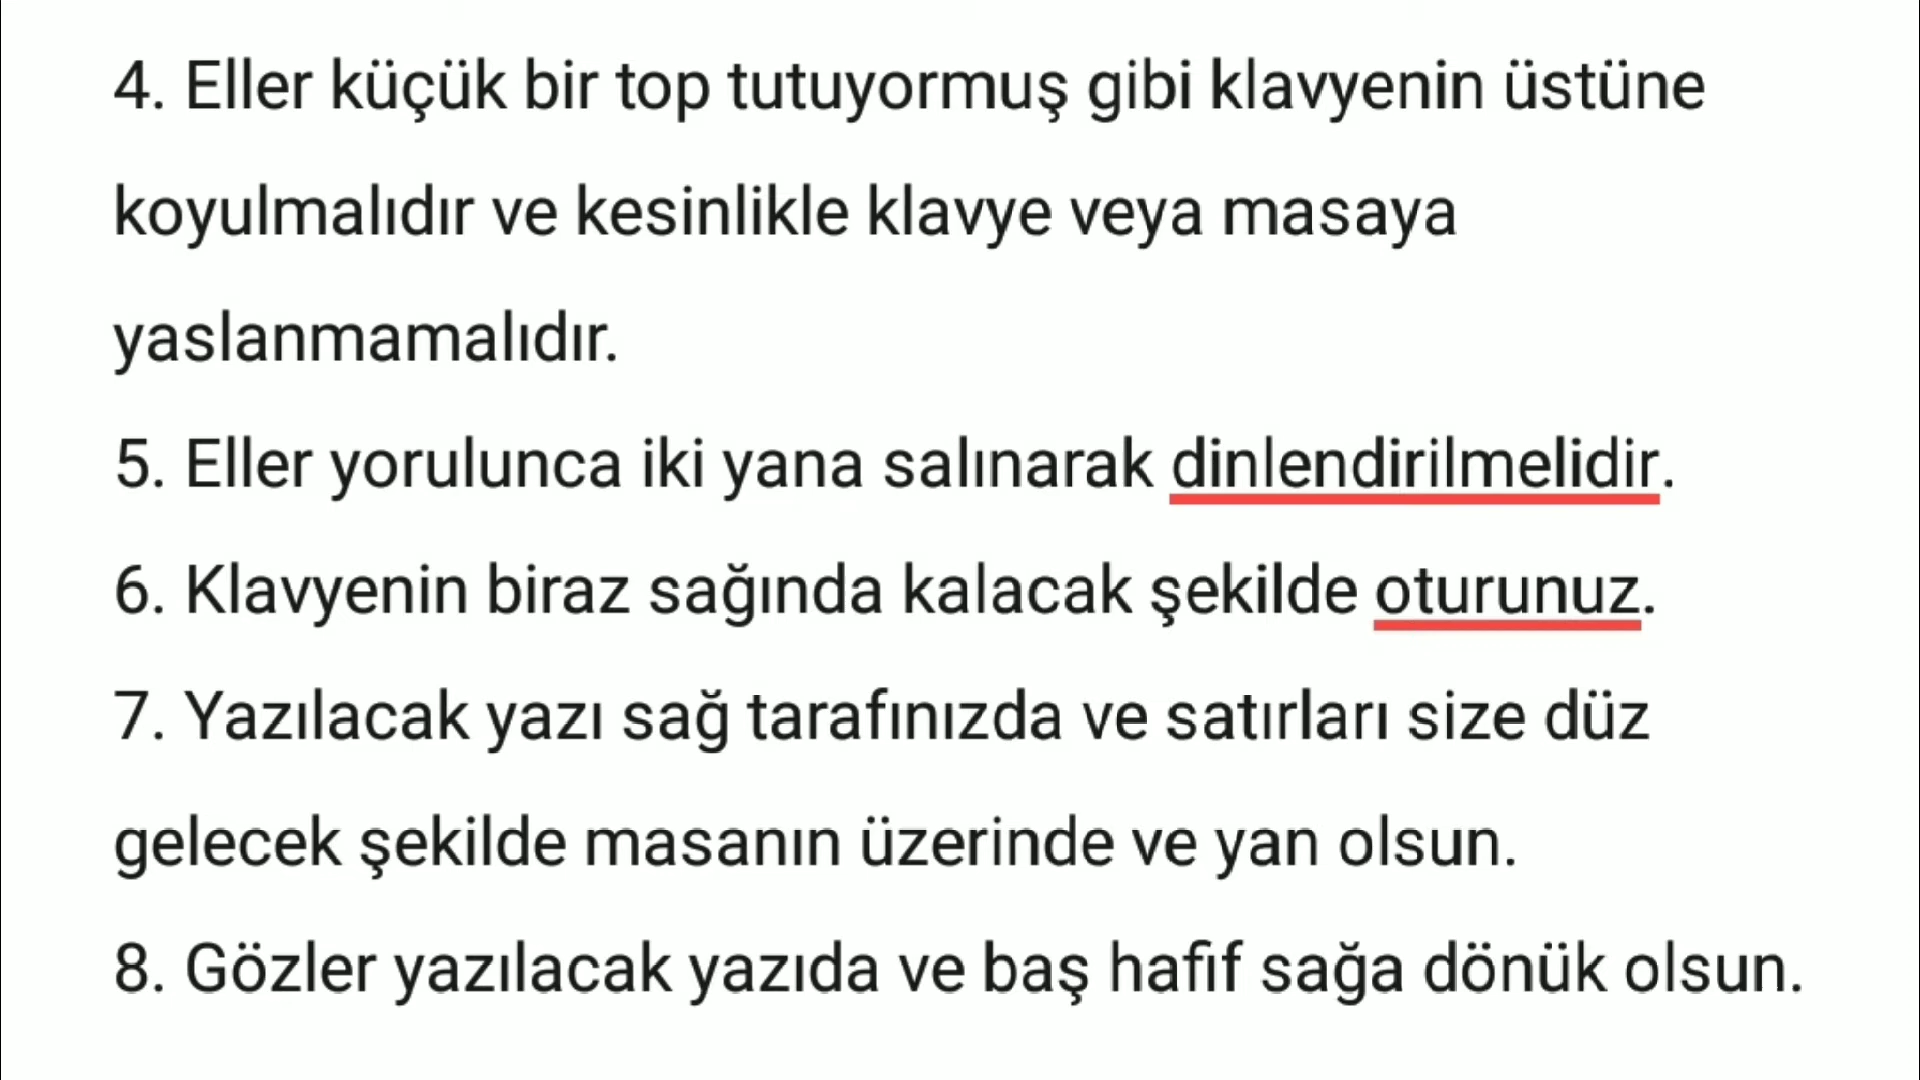 4. Eller küçük bir top tutuyormuş gibi klavyenin üstüne
koyulmalıdır ve kesinlikle klavye veya masaya
yaslanmamalıdır.
5. Eller yorulunca iki yana salınarak dinlendirilmelidir.
6. Klavyenin biraz sağında kalacak şekilde oturunuz.
7. Yazılacak yazı sağ tarafınızda ve satırları size düz
gelecek şekilde masanın üzerinde ve yan olsun.
8. Gözler yazılacak yazıda ve baş hafif sağa dönük olsun.